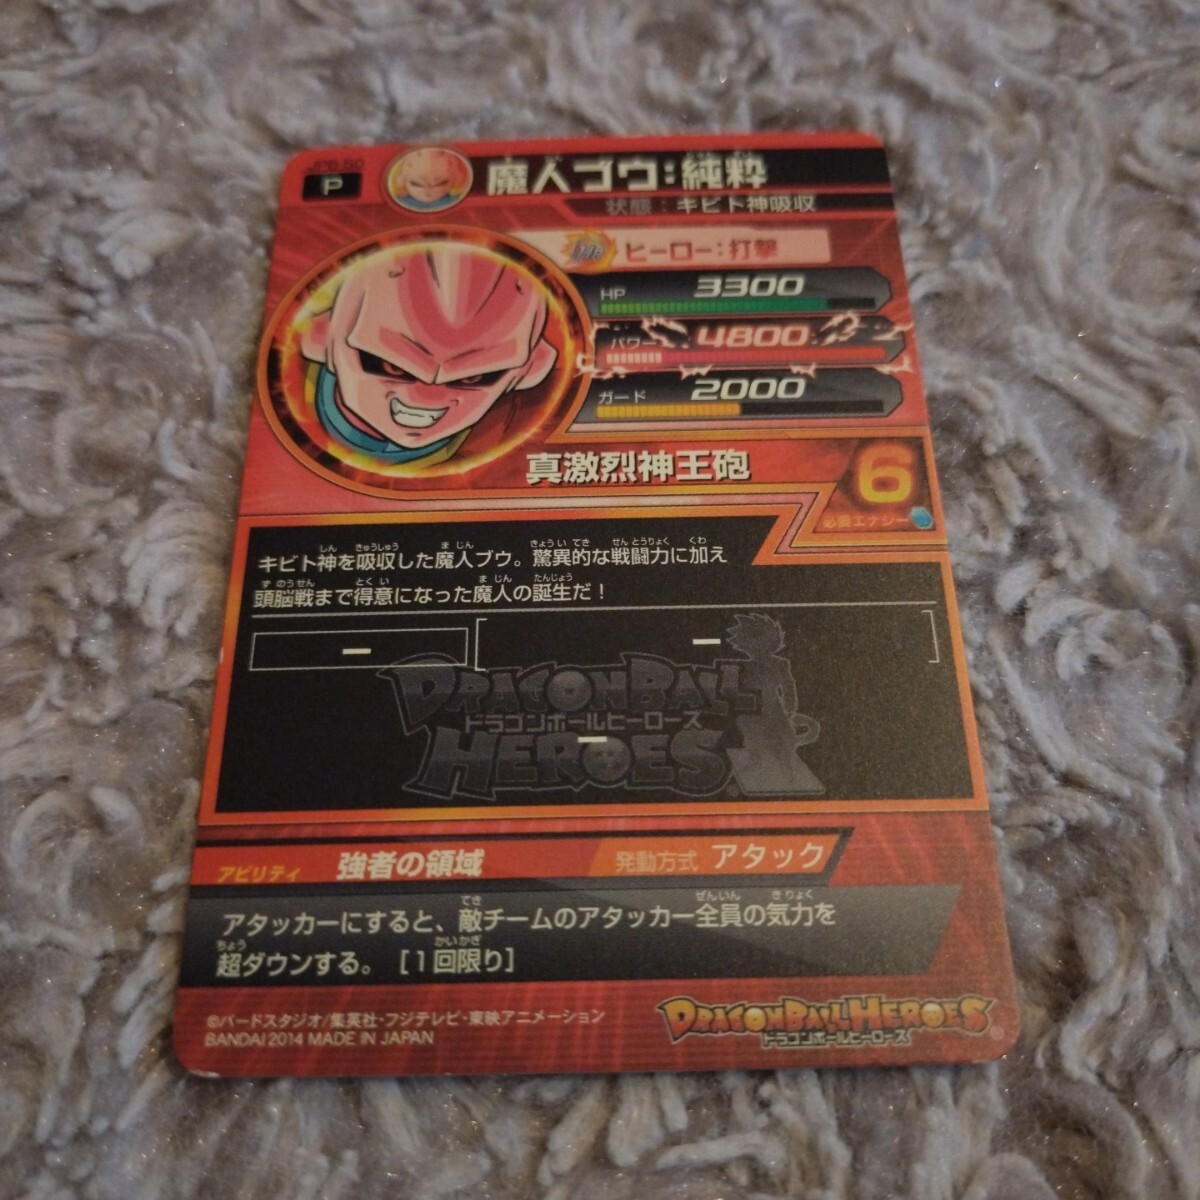 JPB-50
P
魔人ブウ:純粋
状態:キビト神吸収
ヒーロー:打撃
HP 3300
パワー 4800
ガード 2000
真激烈神王砲
6
必要エナジー
キビト神を吸収した魔人ブウ。驚異的な戦闘力に加え
頭脳戦まで得意になった魔人の誕生だ!
ー
ー
DRAGONBALL
ドラゴンボールヒーローズ
ー
HEROES
アビリティ 強者の領域 発動方式 アタック
アタッカーにすると、敵チームのアタッカー全員の気力を
超ダウンする。[1回限り]
©バードスタジオ/集英社・フジテレビ・東映アニメーション
BANDAI 2014 MADE IN JAPAN
DRAGONBALL HEROES
ドラゴンボールヒーローズ